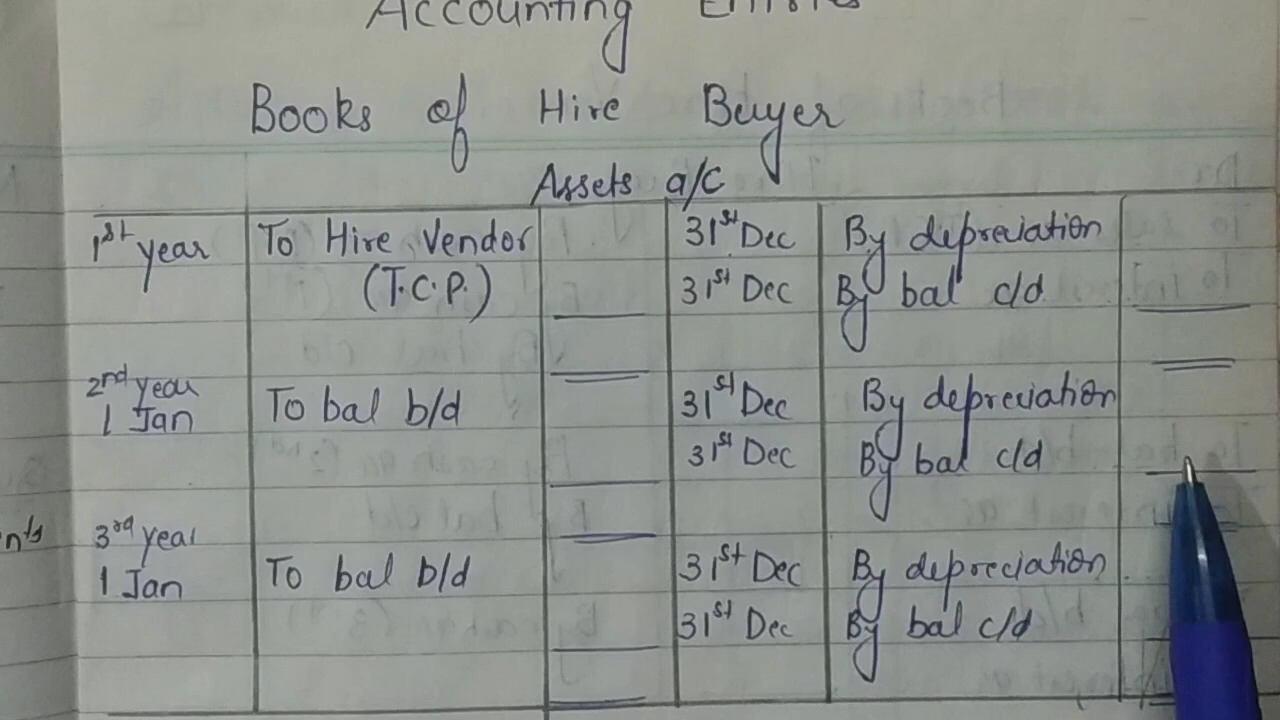 Accounting
Books of Hire Buyer
Assets a/c
1st year To Hire Vendor 31st Dec By depreciation
(T.C.P.) 31st Dec By bal c/d
2nd year
1 Jan To bal b/d 31st Dec By depreciation
31st Dec By bal c/d
3rd year
1 Jan To bal b/d 31st Dec By depreciation
31st Dec By bal c/d